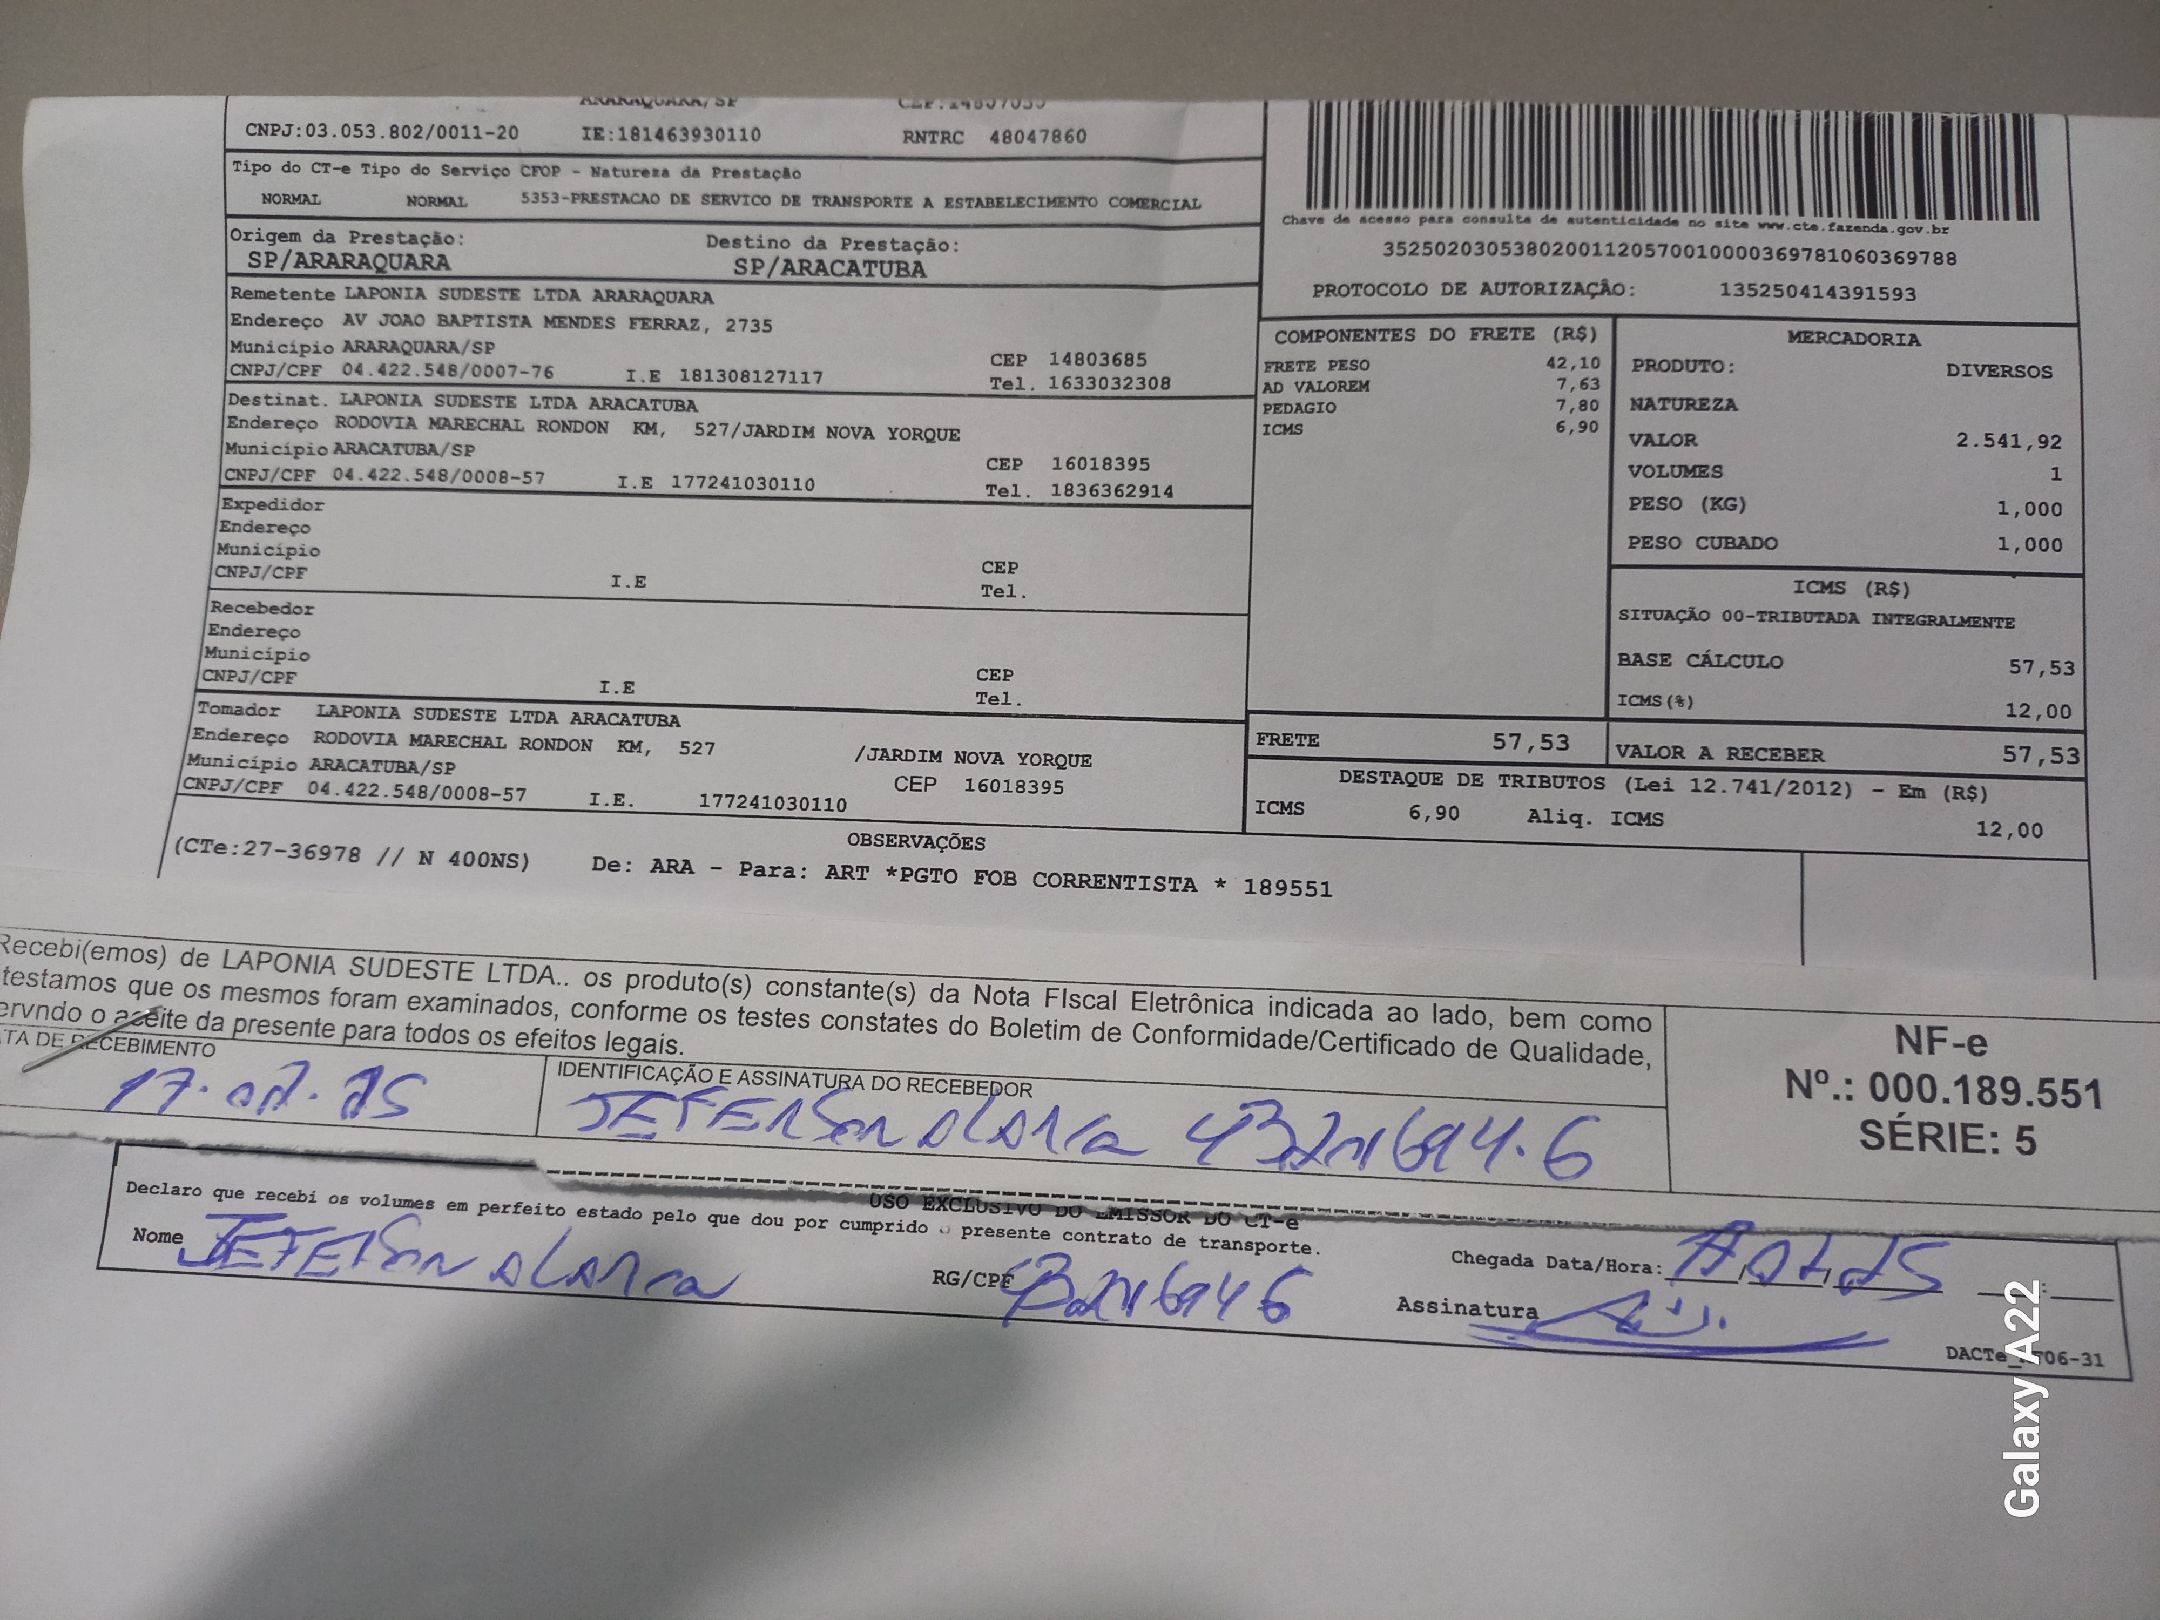 ARARAQUARA/SP CEP:14807055
CNPJ:03.053.802/0011-20 IE:181463930110 RNTRC 48047860
Tipo do CT-e Tipo do Serviço CFOP - Natureza da Prestação
NORMAL NORMAL 5353-PRESTACAO DE SERVICO DE TRANSPORTE A ESTABELECIMENTO COMERCIAL
Origem da Prestação: Destino da Prestação:
SP/ARARAQUARA SP/ARACATUBA
Remetente LAPONIA SUDESTE LTDA ARARAQUARA
Endereço AV JOAO BAPTISTA MENDES FERRAZ, 2735
Município ARARAQUARA/SP CEP 14803685
CNPJ/CPF 04.422.548/0007-76 I.E 181308127117 Tel. 1633032308
Destinat. LAPONIA SUDESTE LTDA ARACATUBA
Endereço RODOVIA MARECHAL RONDON KM, 527/JARDIM NOVA YORQUE
Município ARACATUBA/SP CEP 16018395
CNPJ/CPF 04.422.548/0008-57 I.E 177241030110 Tel. 1836362914
Expedidor
Endereço
Município CEP
CNPJ/CPF I.E Tel.
Recebedor
Endereço
Município CEP
CNPJ/CPF I.E Tel.
Tomador LAPONIA SUDESTE LTDA ARACATUBA
Endereço RODOVIA MARECHAL RONDON KM, 527 /JARDIM NOVA YORQUE
Município ARACATUBA/SP CEP 16018395
CNPJ/CPF 04.422.548/0008-57 I.E. 177241030110
Chave de acesso para consulta de autenticidade no site www.cte.fazenda.gov.br
35250203053802001120570010000369781060369788
PROTOCOLO DE AUTORIZAÇÃO: 135250414391593
COMPONENTES DO FRETE (R$)
FRETE PESO 42,10
AD VALOREM 7,63
PEDAGIO 7,80
ICMS 6,90
MERCADORIA
PRODUTO: DIVERSOS
NATUREZA
VALOR 2.541,92
VOLUMES 1
PESO (KG) 1,000
PESO CUBADO 1,000
ICMS (R$)
SITUAÇÃO 00-TRIBUTADA INTEGRALMENTE
BASE CÁLCULO 57,53
ICMS(%) 12,00
FRETE 57,53 VALOR A RECEBER 57,53
DESTAQUE DE TRIBUTOS (Lei 12.741/2012) - Em (R$)
ICMS 6,90 Aliq. ICMS 12,00
OBSERVAÇÕES
(CTe:27-36978 // N 400NS) De: ARA - Para: ART *PGTO FOB CORRENTISTA * 189551
Recebi(emos) de LAPONIA SUDESTE LTDA.. os produto(s) constante(s) da Nota FIscal Eletrônica indicada ao lado, bem como
testamos que os mesmos foram examinados, conforme os testes constates do Boletim de Conformidade/Certificado de Qualidade,
ervndo o aceite da presente para todos os efeitos legais.
TA DE RECEBIMENTO IDENTIFICAÇÃO E ASSINATURA DO RECEBEDOR
JEFERSON
NF-e
Nº.: 000.189.551
SÉRIE: 5
USO EXCLUSIVO DO EMISSOR DO CT-e
Declaro que recebi os volumes em perfeito estado pelo que dou por cumprido o presente contrato de transporte.
Nome JEFERSON RG/CPF Chegada Data/Hora:
Assinatura
Galaxy A22